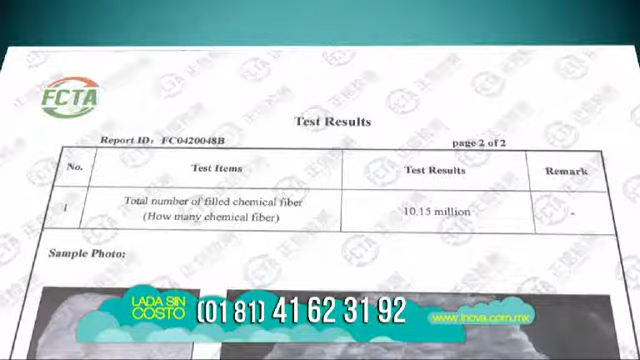 FCTA
Test Results
Report ID: FC0420048B
page 2 of 2
No. Test Items Test Results Remark
1 Total number of filled chemical fiber
(How many chemical fiber) 10.15 million -
Sample Photo:
LADA SIN
COSTO (01 81) 41 62 31 92
www.inova.com.mx